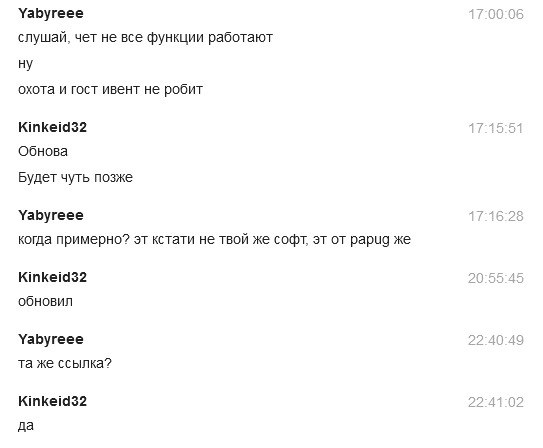 Yabyreee 17:00:06
слушай, чет не все функции работают
ну
охота и гост ивент не робит
Kinkeid32 17:15:51
Обнова
Будет чуть позже
Yabyreee 17:16:28
когда примерно? эт кстати не твой же софт, эт от papug же
Kinkeid32 20:55:45
обновил
Yabyreee 22:40:49
та же ссылка?
Kinkeid32 22:41:02
да